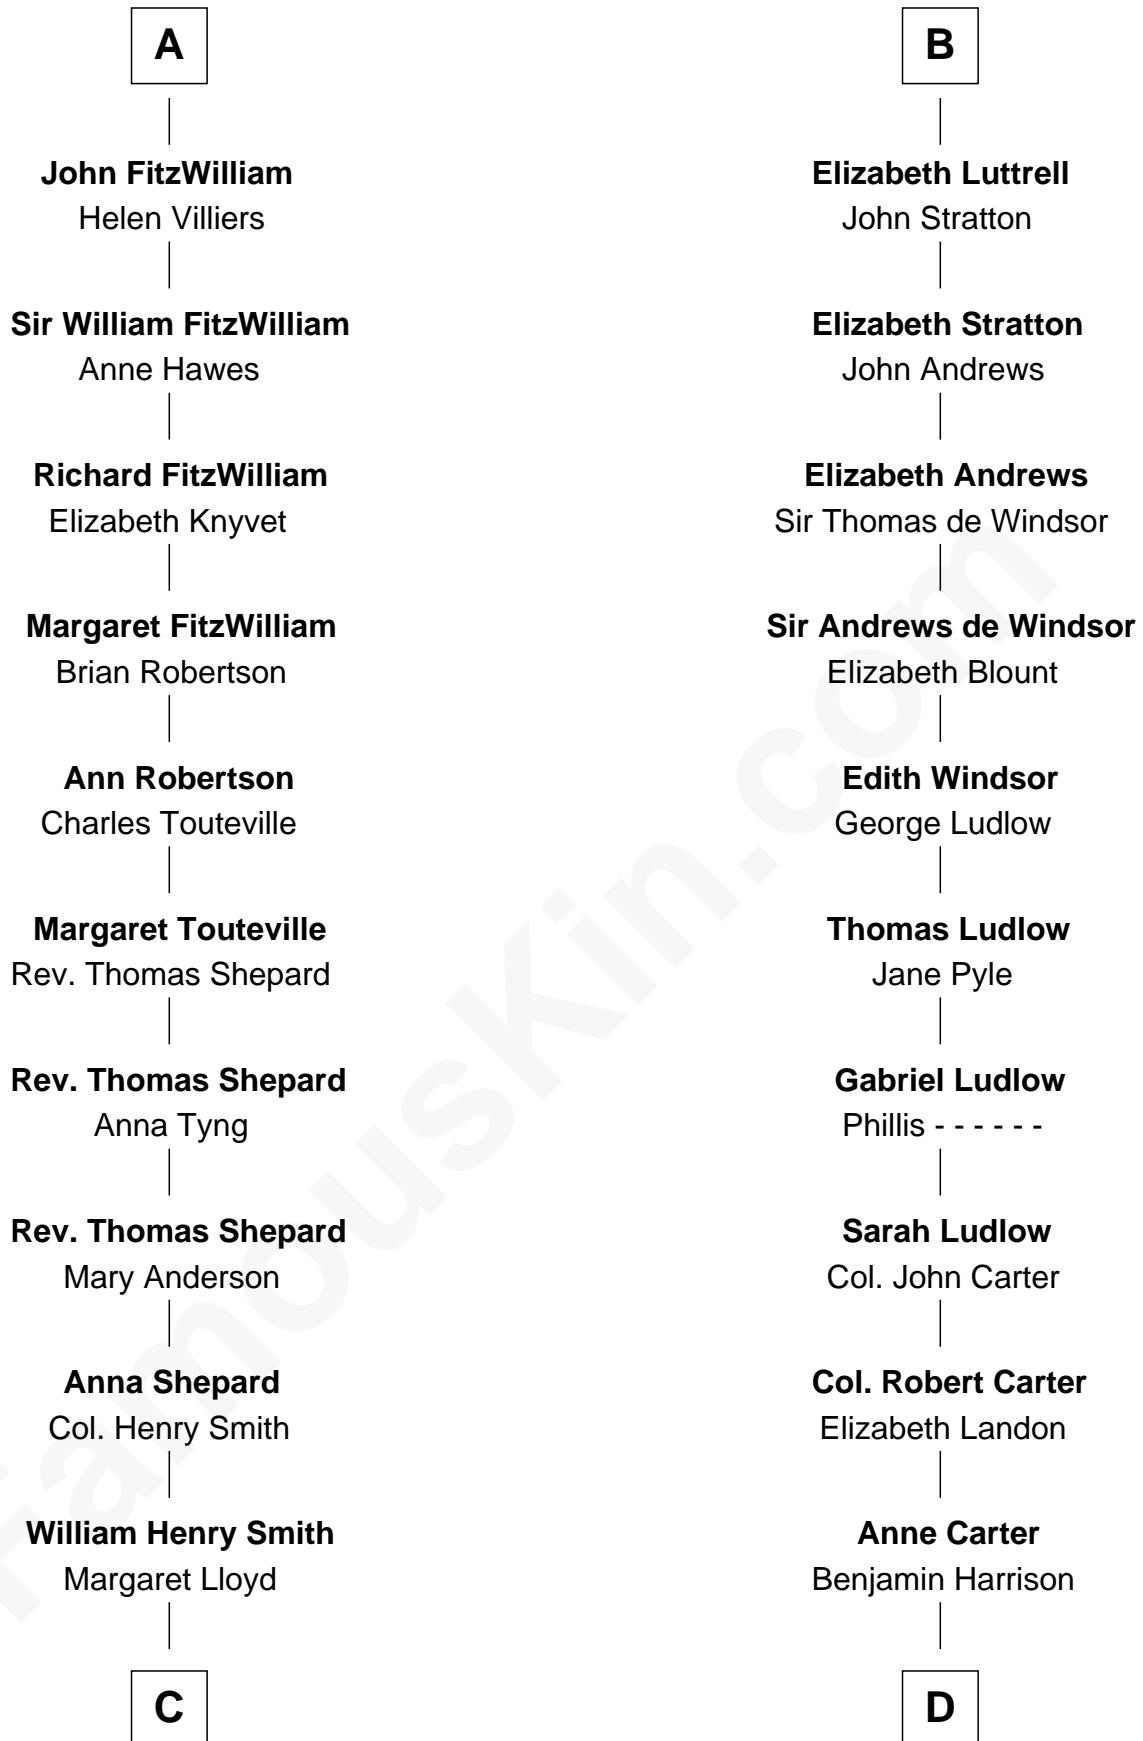 A
John FitzWilliam
Helen Villiers
Sir William FitzWilliam
Anne Hawes
Richard FitzWilliam
Elizabeth Knyvet
Margaret FitzWilliam
Brian Robertson
Ann Robertson
Charles Touteville
Margaret Touteville
Rev. Thomas Shepard
Rev. Thomas Shepard
Anna Tyng
Rev. Thomas Shepard
Mary Anderson
Anna Shepard
Col. Henry Smith
William Henry Smith
Margaret Lloyd
C
B
Elizabeth Luttrell
John Stratton
Elizabeth Stratton
John Andrews
Elizabeth Andrews
Sir Thomas de Windsor
Sir Andrews de Windsor
Elizabeth Blount
Edith Windsor
George Ludlow
Thomas Ludlow
Jane Pyle
Gabriel Ludlow
Phillis - - - - - -
Sarah Ludlow
Col. John Carter
Col. Robert Carter
Elizabeth Landon
Anne Carter
Benjamin Harrison
D
FamousKin.com